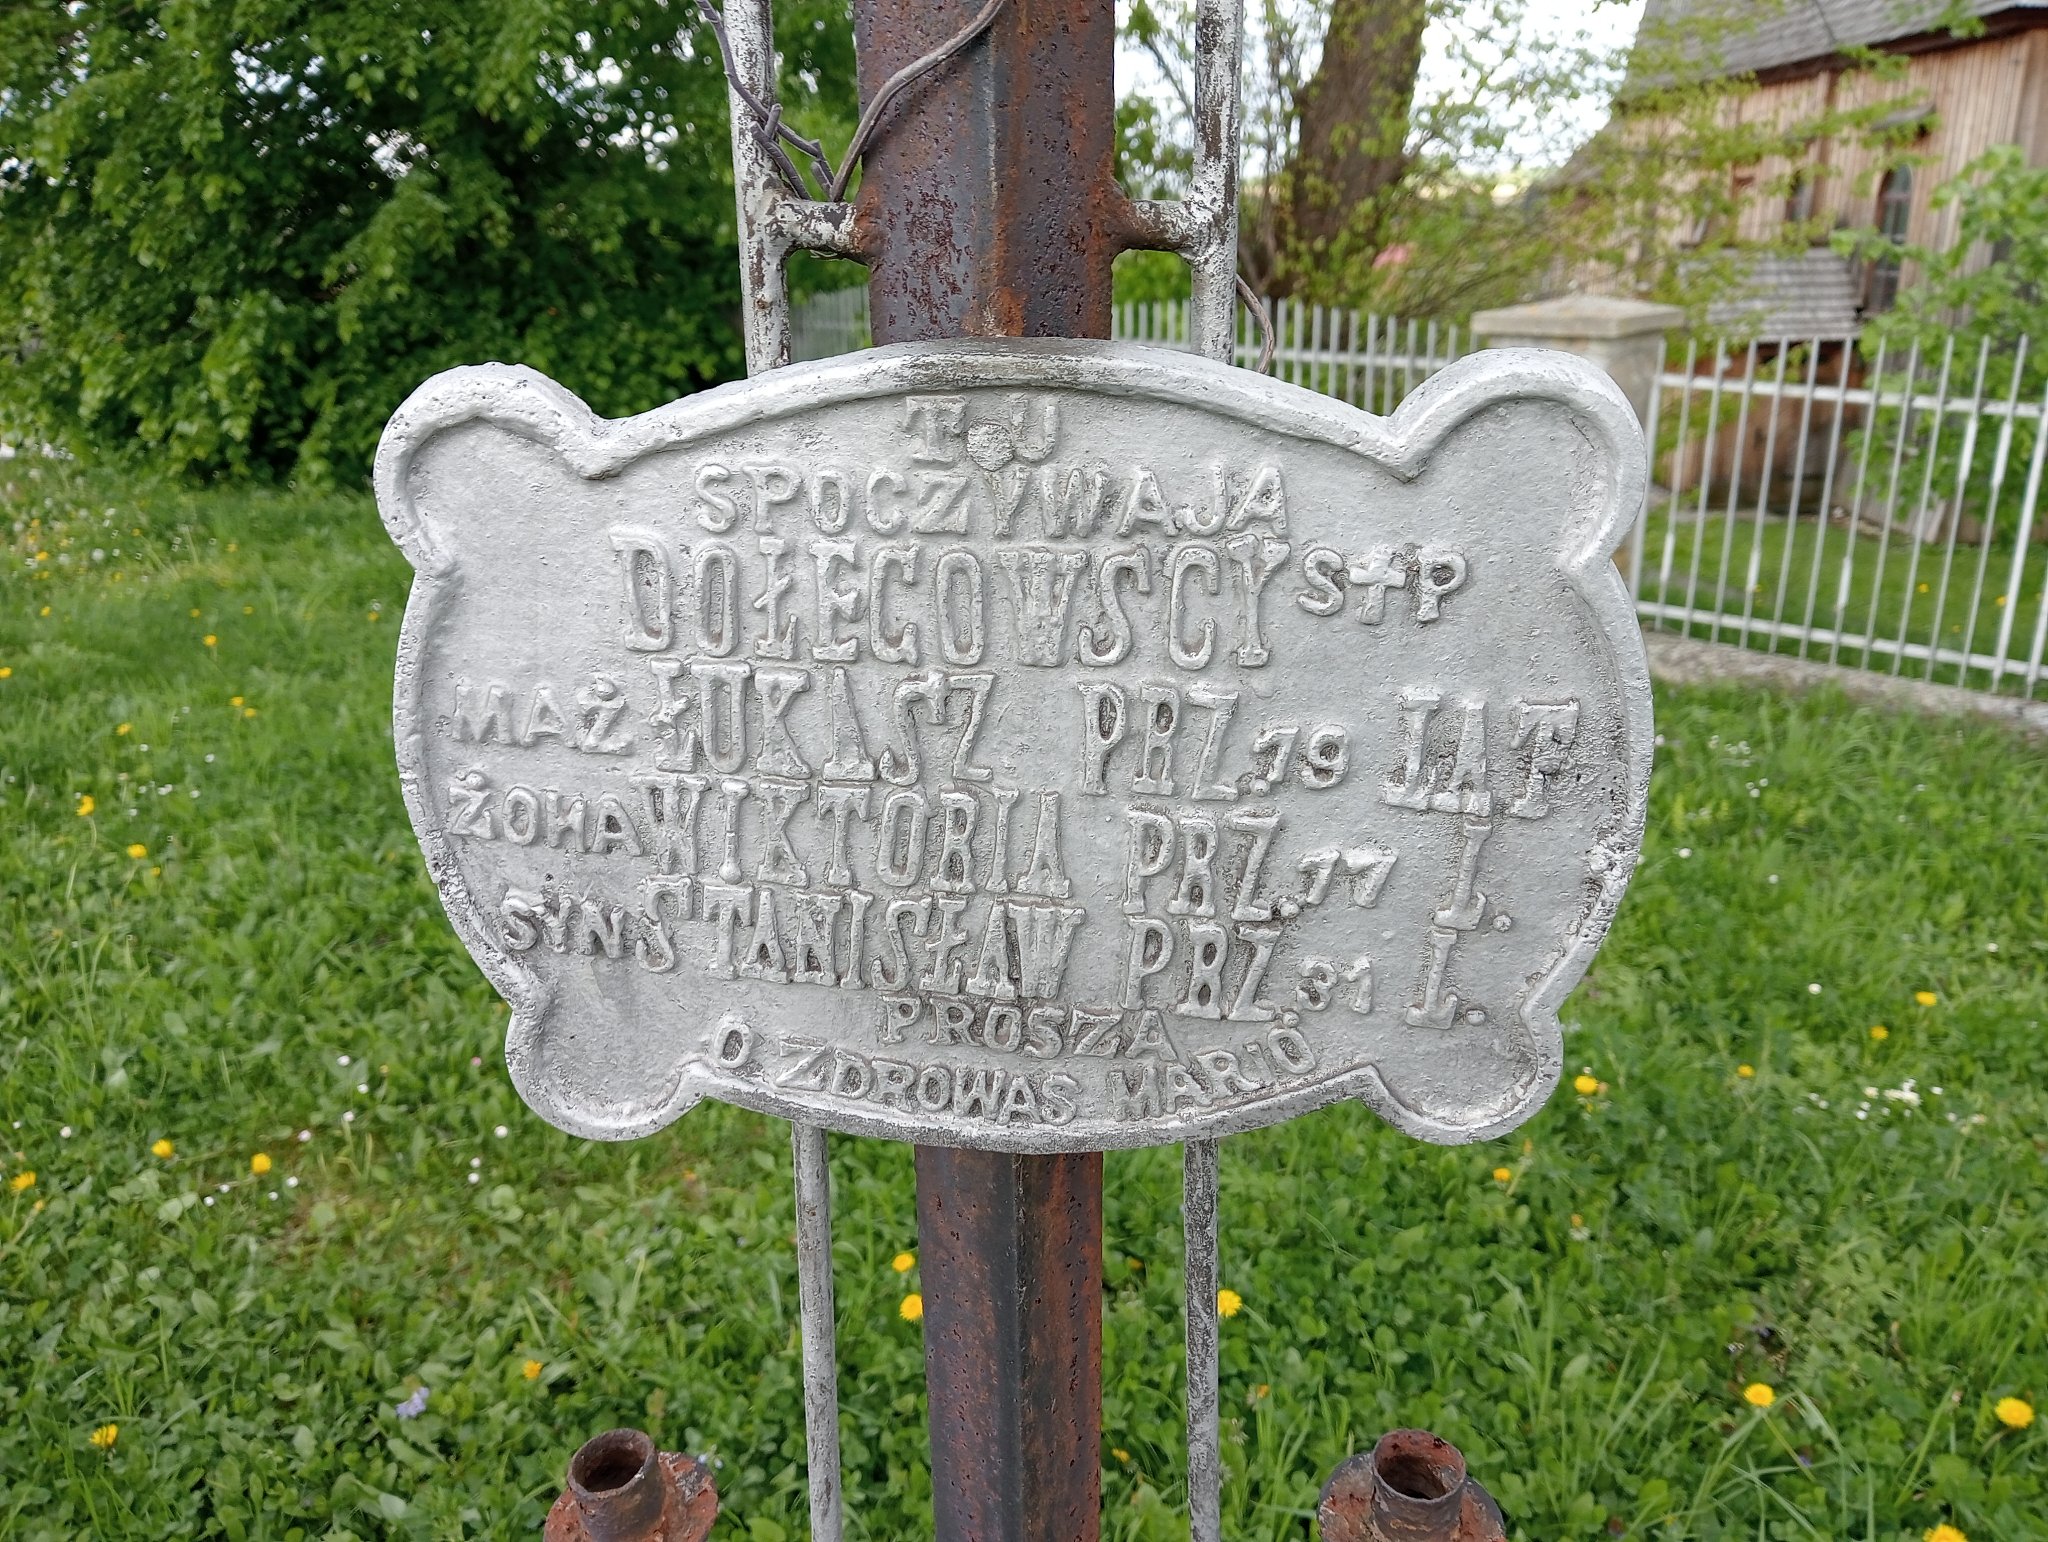 TU
SPOCZYWAJA
DOŁĘGOWSCY S✝P
MAŻ ŁUKASZ PRZ. 79 LAT
ŻONA WIKTORIA PRZ. 77 L.
SYN STANISŁAW PRZ. 31 L.
PROSZA
O ZDROWAS MARIO